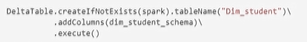 DeltaTable.createIfNotExists(spark).tableName("Dim_student")\
.addColumns(dim_student_schema)\
.execute()